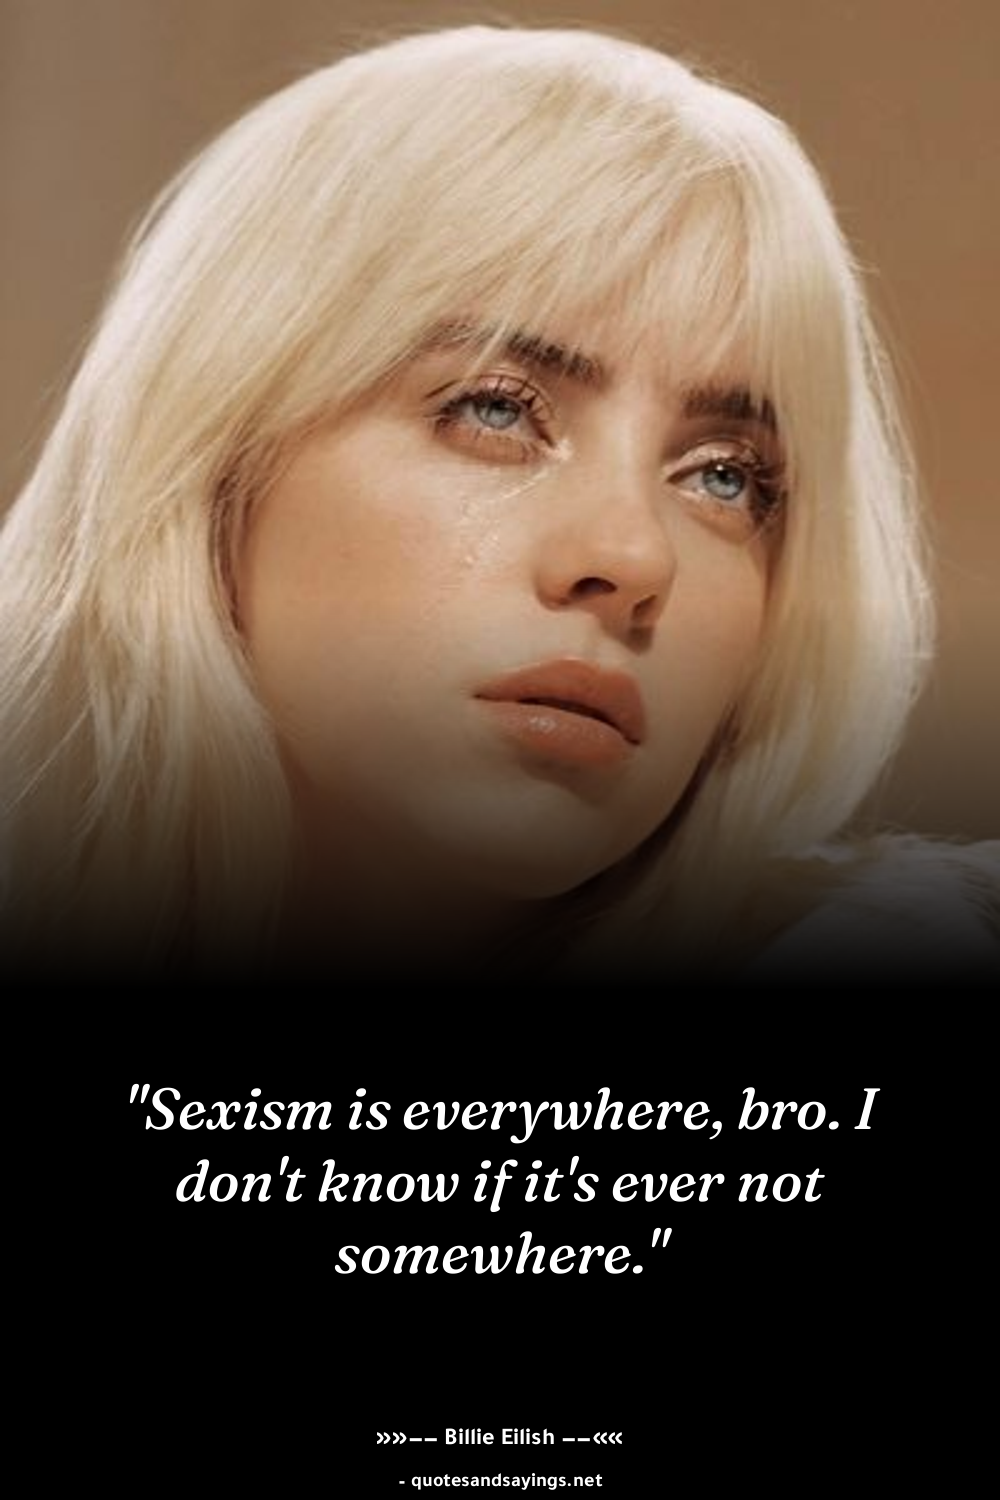 "Sexism is everywhere, bro. I
don't know if it's ever not
somewhere."
»»—— Billie Eilish ——««
- quotesandsayings.net